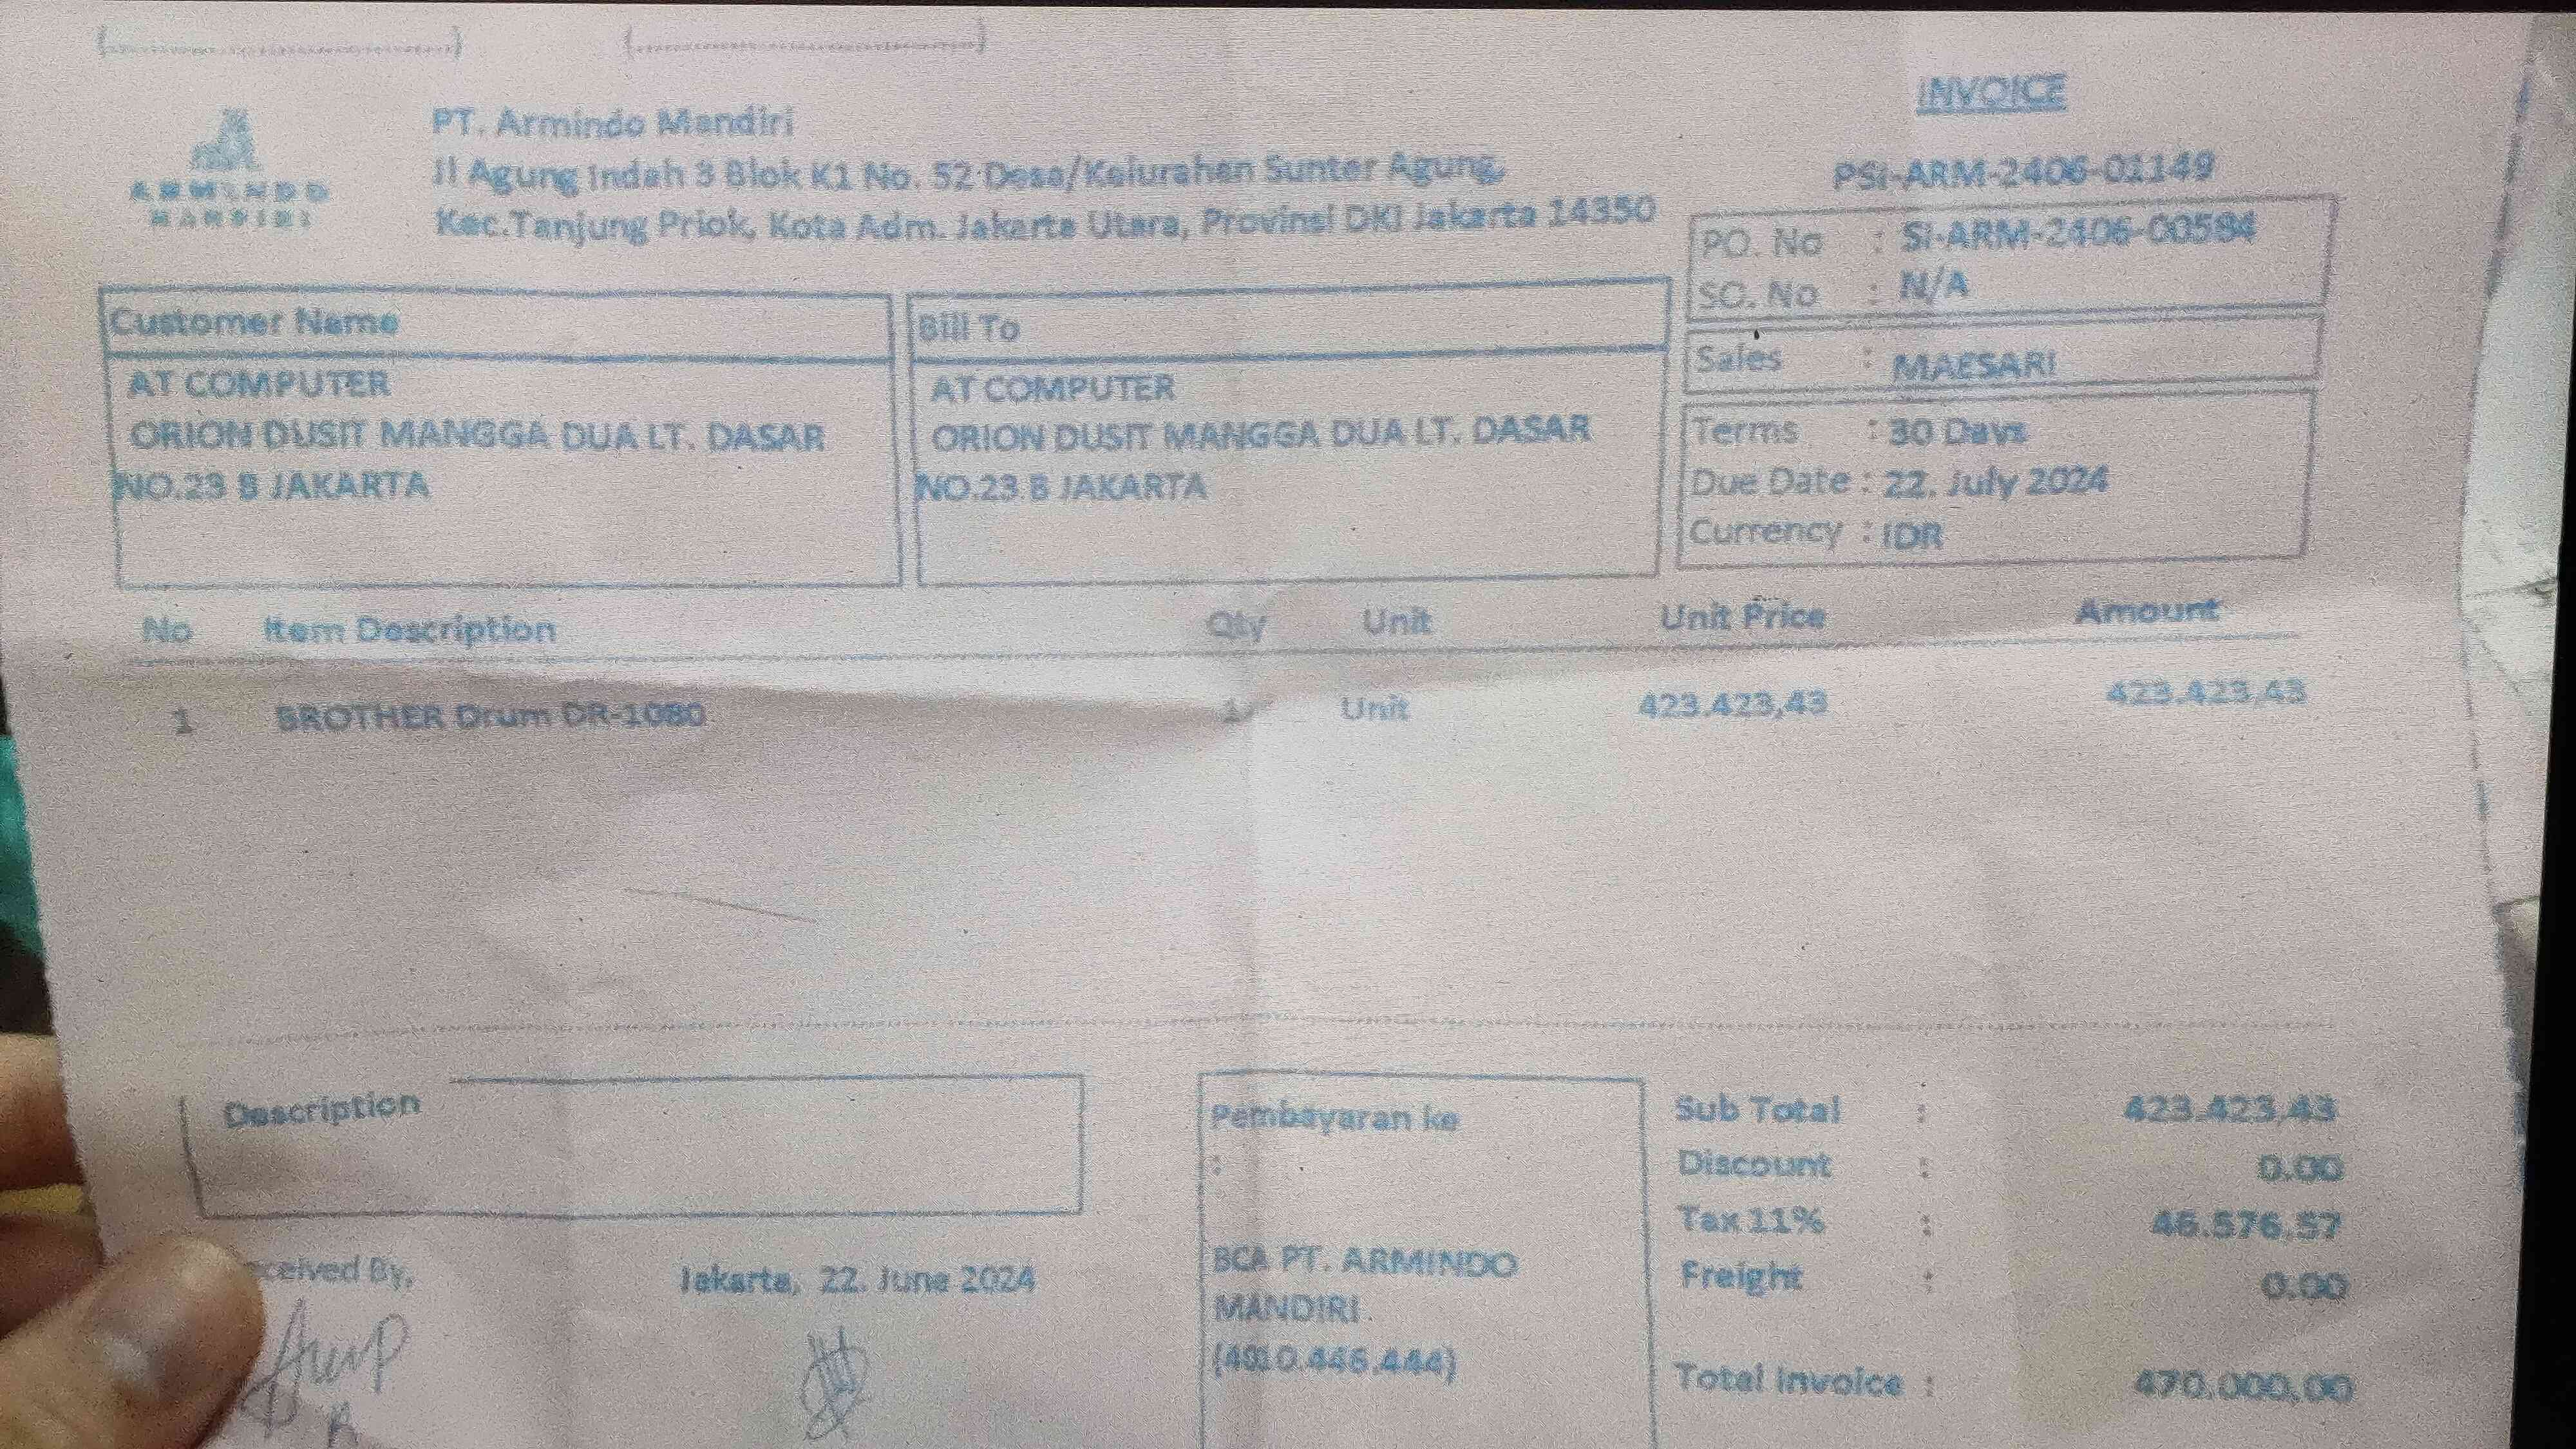 INVOICE
PT. Armindo Mandiri
Jl Agung Indah 3 Blok K1 No. 52 Desa/Kelurahan Sunter Agung,
Kec.Tanjung Priok, Kota Adm. Jakarta Utara, Provinsi DKI Jakarta 14350
ARMINDO
MANDIRI
PSI-ARM-2406-01149
PO. No : SI-ARM-2406-00594
SO. No : N/A
Sales : MAESARI
Terms : 30 Days
Due Date : 22. July 2024
Currency : IDR
Customer Name
AT COMPUTER
ORION DUSIT MANGGA DUA LT. DASAR
NO.23 B JAKARTA
Bill To
AT COMPUTER
ORION DUSIT MANGGA DUA LT. DASAR
NO.23 B JAKARTA
No Item Description Qty Unit Unit Price Amount
1 BROTHER Drum DR-1080 1 Unit 423.423,43 423.423,43
Description
Pembayaran ke
:
BCA PT. ARMINDO
MANDIRI
Sub Total : 423.423,43
Discount : 0.00
Tax 11% : 46.576,57
Freight : 0.00
Total Invoice : 470.000,00
ceived By,
Jakarta, 22. June 2024